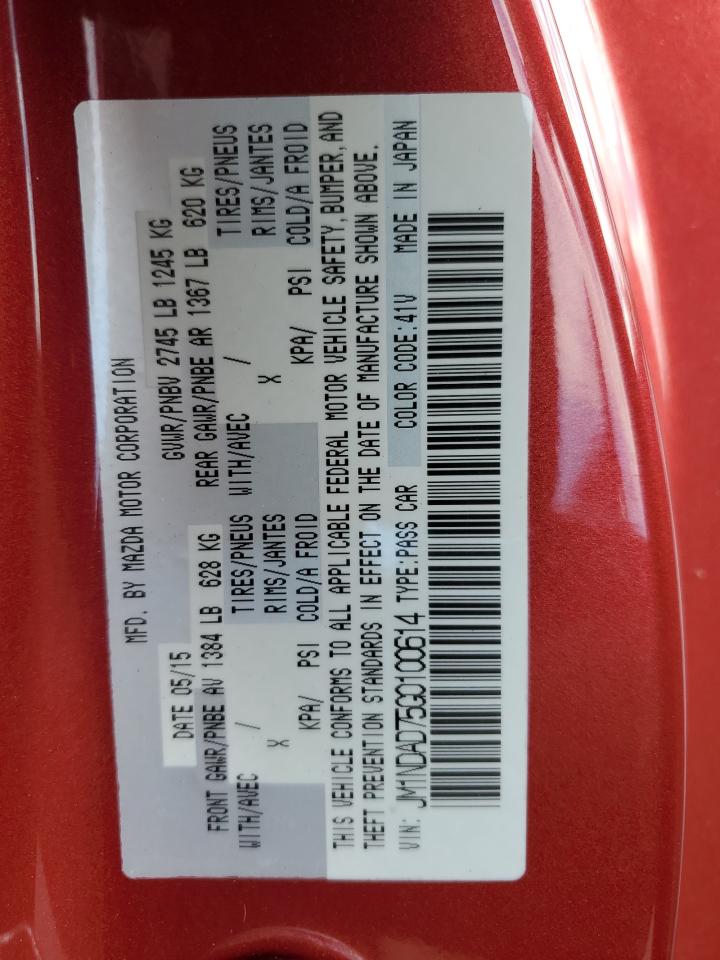 MFD. BY MAZDA MOTOR CORPORATION
DATE 05/15 GVWR/PNBV 2745 LB 1245 KG
FRONT GAWR/PNBE AV 1384 LB 628 KG REAR GAWR/PNBE AR 1367 LB 620 KG
WITH/AVEC TIRES/PNEUS WITH/AVEC TIRES/PNEUS
/ X RIMS/JANTES / X RIMS/JANTES
KPA/ PSI COLD/A FROID KPA/ PSI COLD/A FROID
THIS VEHICLE CONFORMS TO ALL APPLICABLE FEDERAL MOTOR VEHICLE SAFETY, BUMPER, AND
THEFT PREVENTION STANDARDS IN EFFECT ON THE DATE OF MANUFACTURE SHOWN ABOVE.
VIN: JM1NDAD75G0100614 TYPE:PASS CAR COLOR CODE:41V MADE IN JAPAN